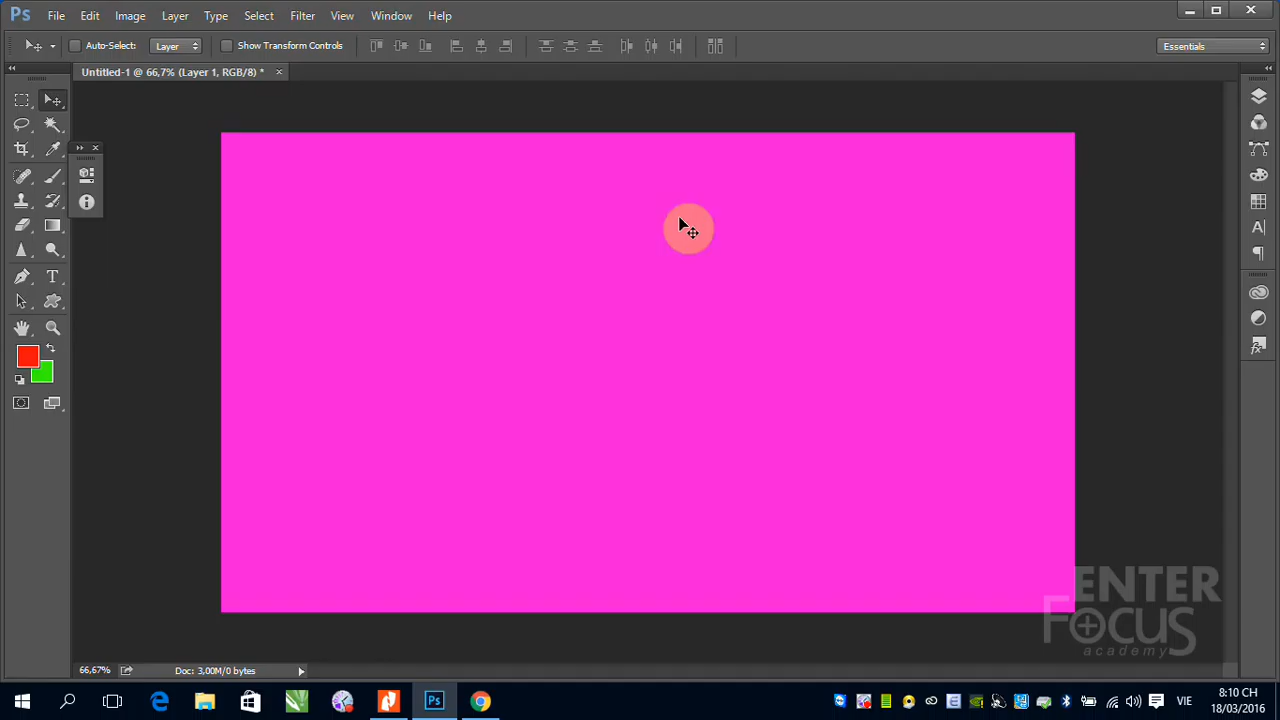 Ps File Edit Image Layer Type Select Filter View Window Help
Auto-Select: Layer Show Transform Controls Essentials
Untitled-1 @ 66,7% (Layer 1, RGB/8) *
ENTER
FOCUS
academy
66,67% Doc: 3,00M/0 bytes
Ps VIE 8:10 CH
18/03/2016